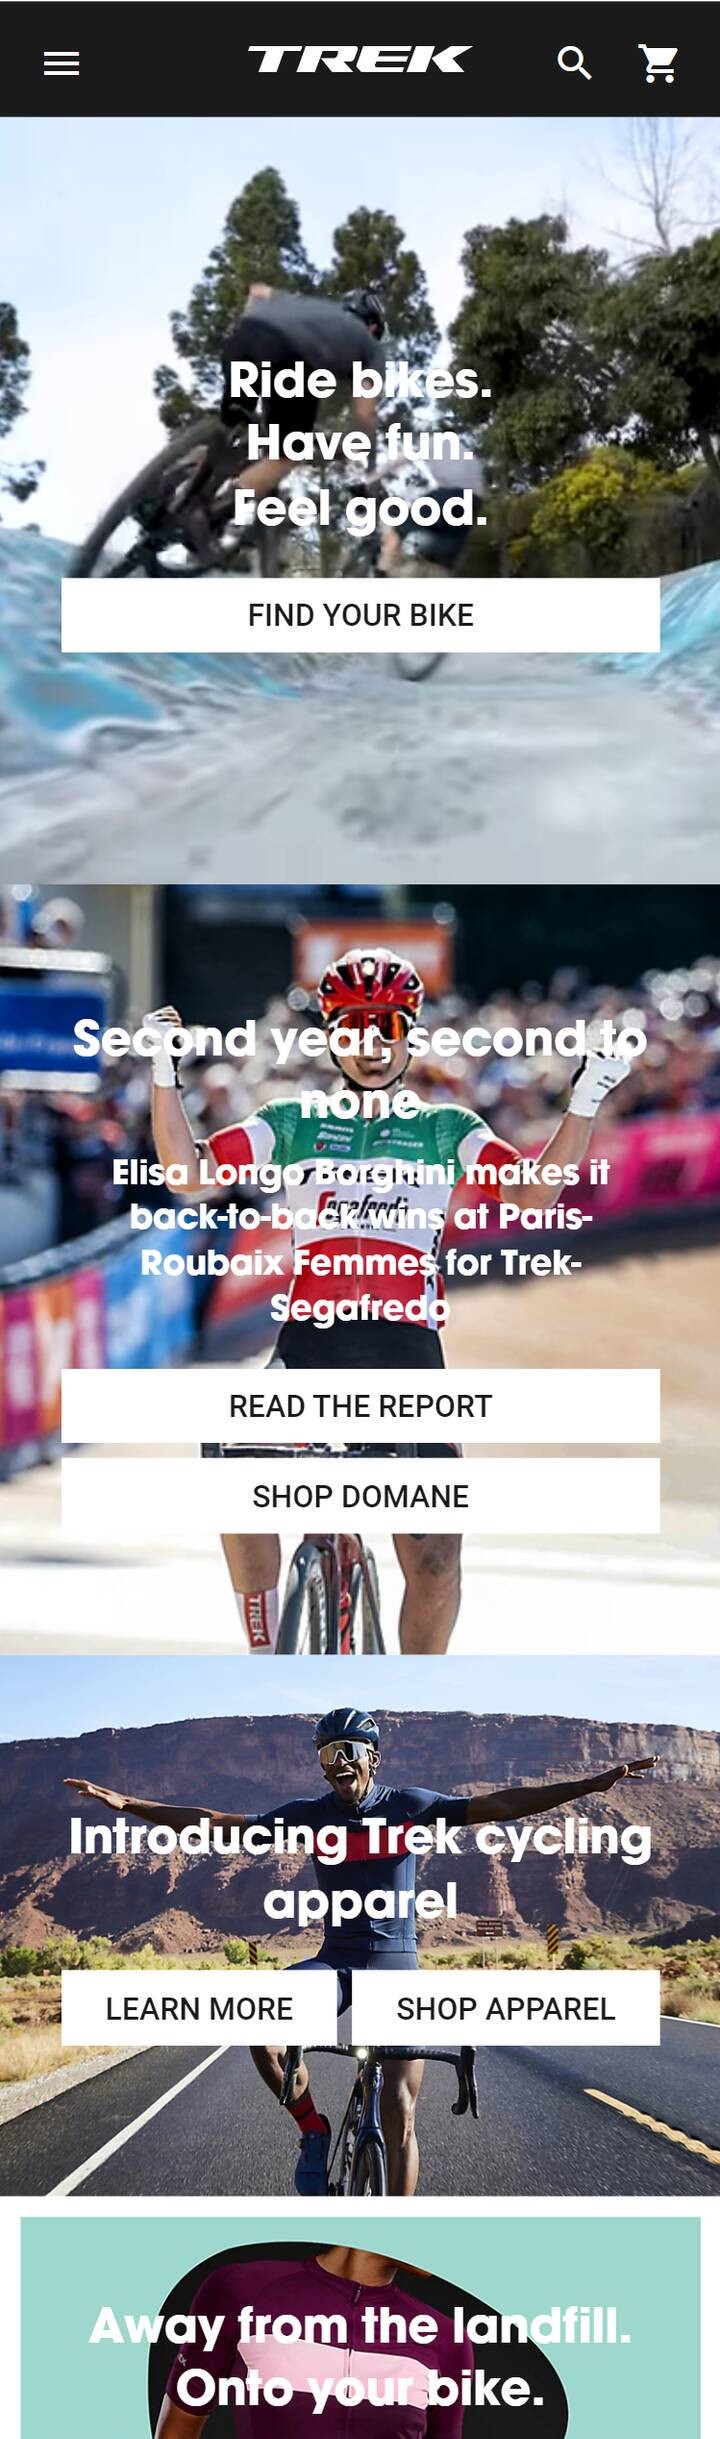 TREK
Ride bikes.
Have fun.
Feel good.
FIND YOUR BIKE
Second year, second to
none
Elisa Longo Borghini makes it
back-to-back wins at Paris-
Roubaix Femmes for Trek-
Segafredo
READ THE REPORT
SHOP DOMANE
TREK
Introducing Trek cycling
apparel
LEARN MORE
SHOP APPAREL
Away from the landfill.
Onto your bike.